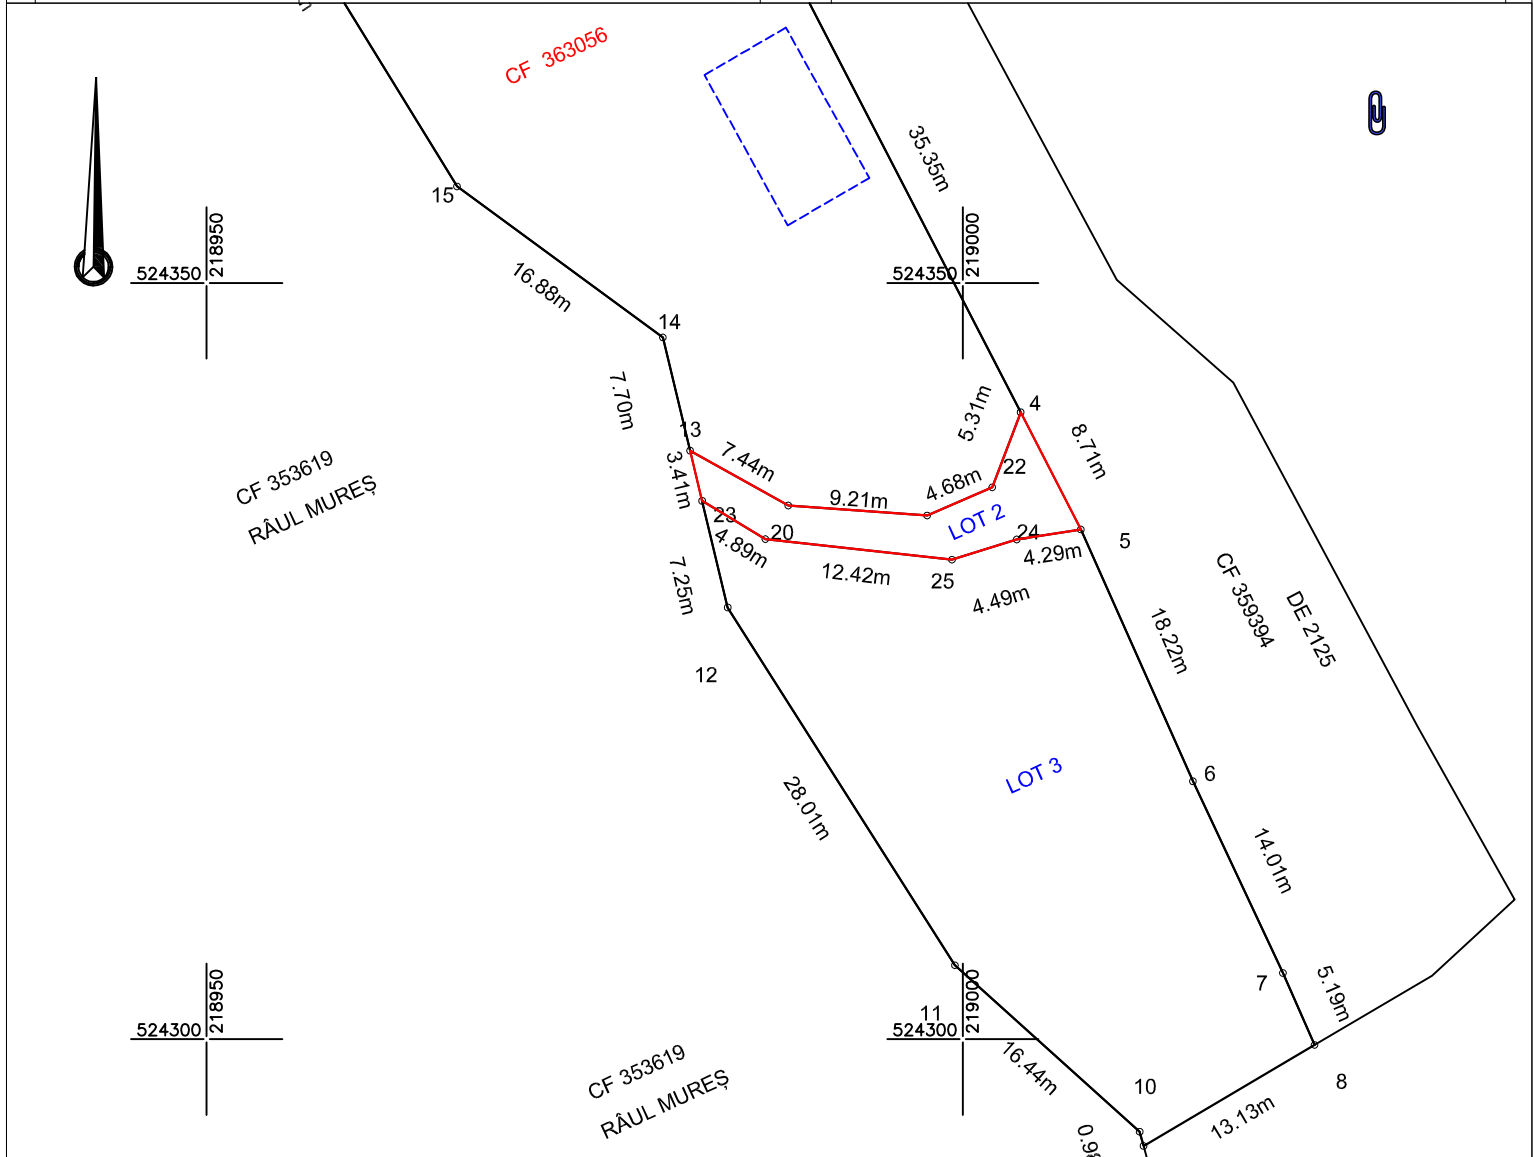 CF 363056
35.35m
15
218950
524350
219000
524350
16.88m
14
7.70m
5.31m
4
8.71m
13
7.44m
3.41m
22
4.68m
9.21m
LOT 2
CF 353619
RÂUL MUREȘ
23
20
24
5
4.89m
4.29m
12.42m
25
4.49m
7.25m
CF 359394
DE 2125
18.22m
12
LOT 3
6
28.01m
14.01m
7
5.19m
218950
524300
219000
524300
11
16.44m
CF 353619
RÂUL MUREȘ
10
8
13.13m